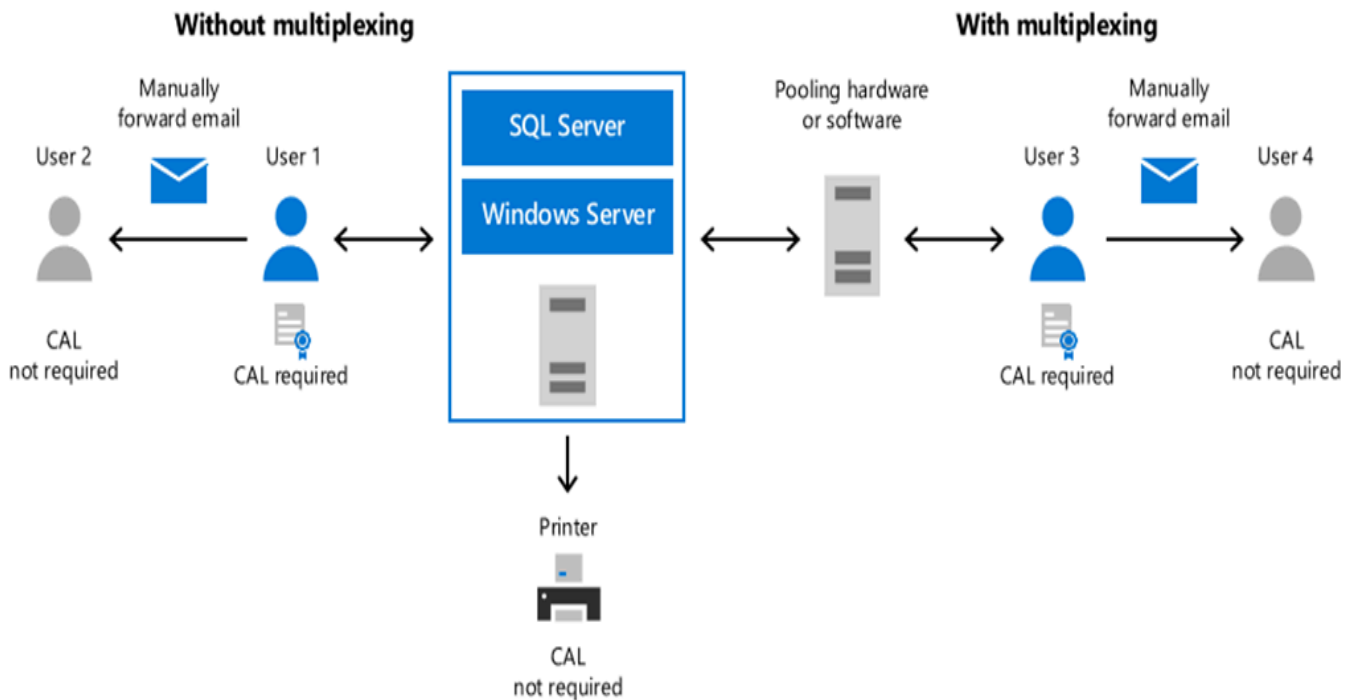 Without multiplexing
With multiplexing
Manually
forward email
User 2
User 1
CAL
not required
CAL required
SQL Server
Windows Server
Printer
CAL
not required
Pooling hardware
or software
Manually
forward email
User 3
User 4
CAL required
CAL
not required